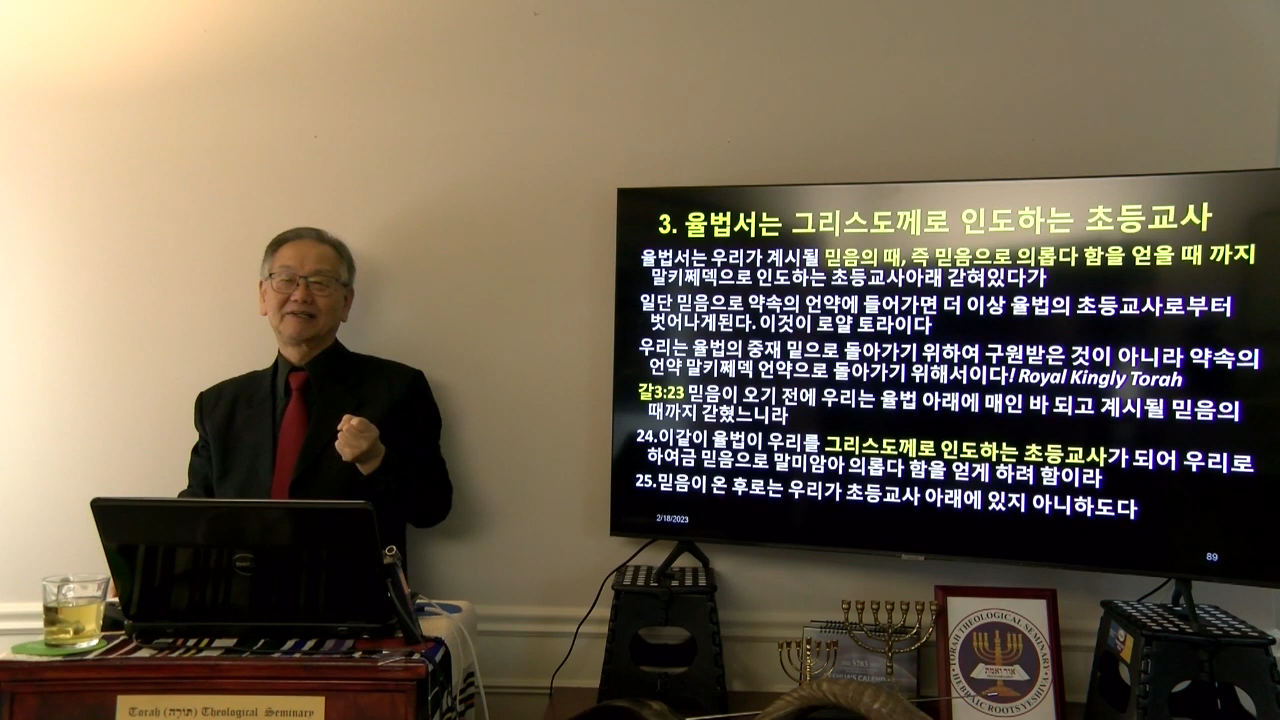 3. 율법서는 그리스도께로 인도하는 초등교사
율법서는 우리가 계시될 믿음의 때, 즉 믿음으로 의롭다 함을 얻을 때 까지
말키쩨덱으로 인도하는 초등교사아래 갇혀있다가
일단 믿음으로 약속의 언약에 들어가면 더 이상 율법의 초등교사로부터
벗어나게된다. 이것이 로얄 토라이다
우리는 율법의 중재 밑으로 돌아가기 위하여 구원받은 것이 아니라 약속의
언약 말키쩨덱 언약으로 돌아가기 위해서이다! Royal Kingly Torah
갈3:23 믿음이 오기 전에 우리는 율법 아래에 매인 바 되고 계시될 믿음의
때까지 갇혔느니라
24.이같이 율법이 우리를 그리스도께로 인도하는 초등교사가 되어 우리로
하여금 믿음으로 말미암아 의롭다 함을 얻게 하려 함이라
25.믿음이 온 후로는 우리가 초등교사 아래에 있지 아니하도다
2/18/2023
89
DELL
TORAH THEOLOGICAL SEMINARY
HEBRAIC ROOTS YESHIVA
Torah (תורה) Theological Seminary